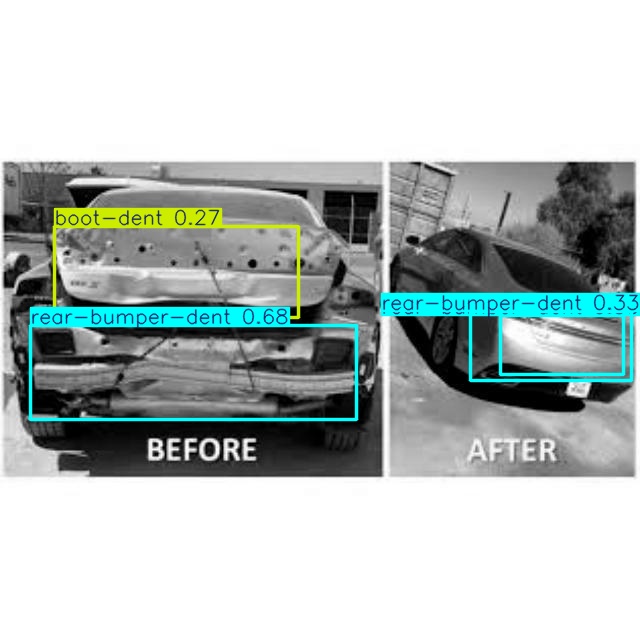 boot-dent 0.27
rear-bumper-dent 0.68
rear-bumper-dent 0.33
BEFORE
AFTER